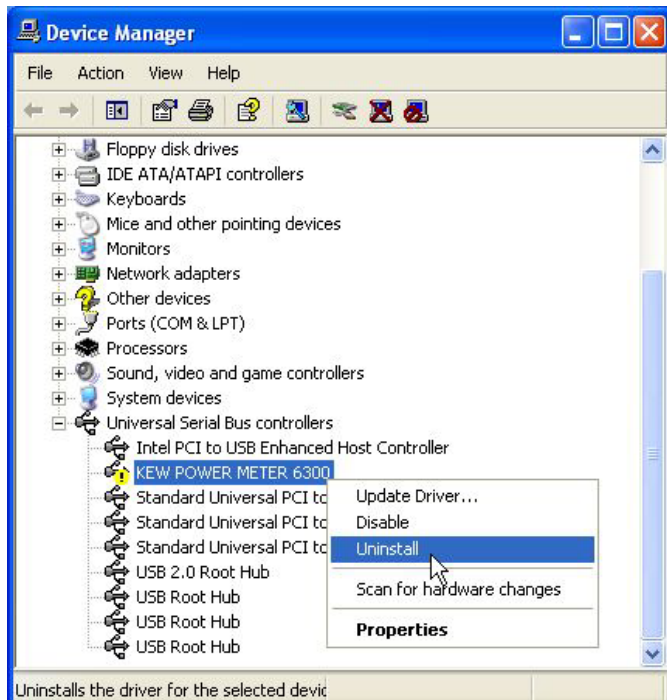 Device Manager
File Action View Help
Floppy disk drives
IDE ATA/ATAPI controllers
Keyboards
Mice and other pointing devices
Monitors
Network adapters
Other devices
Ports (COM & LPT)
Processors
Sound, video and game controllers
System devices
Universal Serial Bus controllers
Intel PCI to USB Enhanced Host Controller
KEW POWER METER 6300
Standard Universal PCI to
Standard Universal PCI to
Standard Universal PCI to
USB 2.0 Root Hub
USB Root Hub
USB Root Hub
USB Root Hub
Update Driver...
Disable
Uninstall
Scan for hardware changes
Properties
Uninstalls the driver for the selected devic